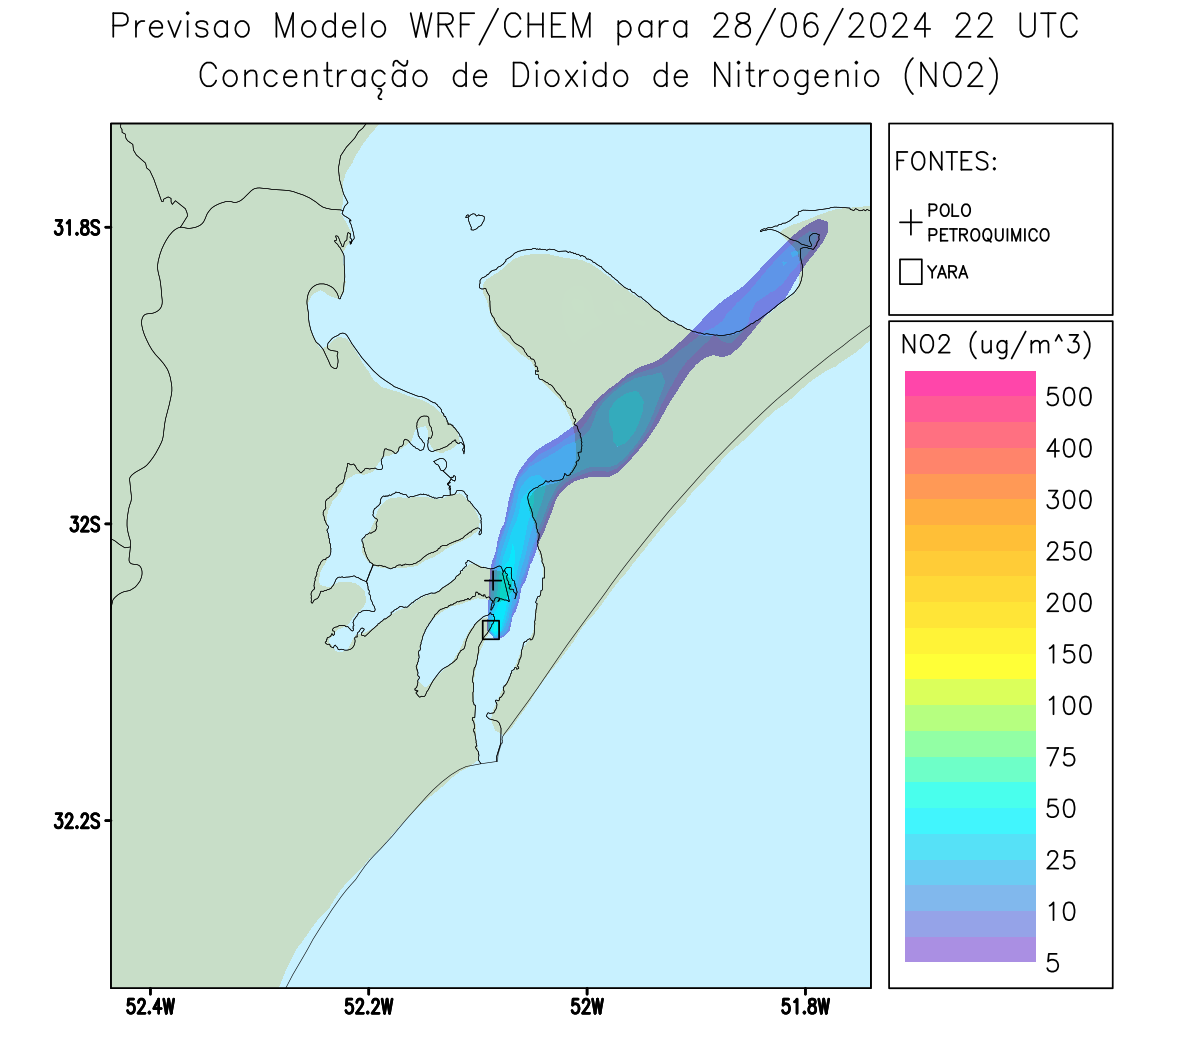 Previsao Modelo WRF/CHEM para 28/06/2024 22 UTC
Concentração de Dioxido de Nitrogenio (NO2)
FONTES:
POLO
PETROQUIMICO
YARA
NO2 (ug/m^3)
500
400
300
250
200
150
100
75
50
25
10
5
31.8S
32S
32.2S
52.4W
52.2W
52W
51.8W